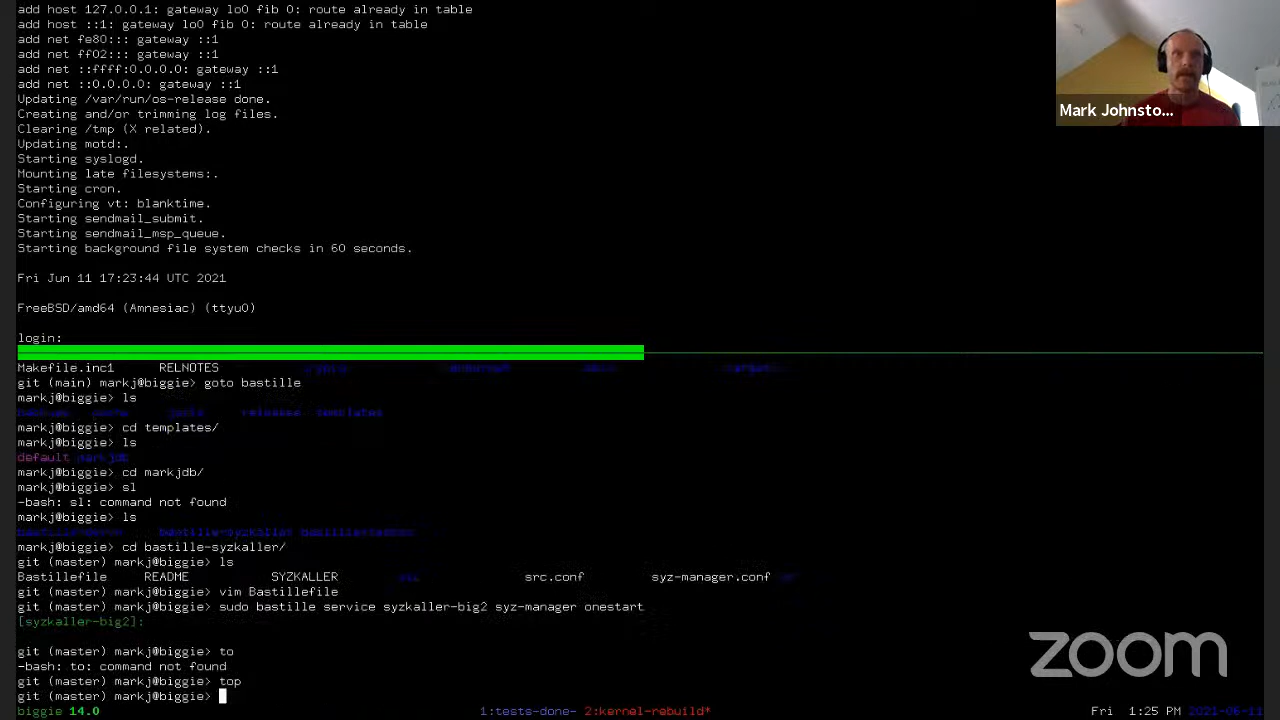 add host 127.0.0.1: gateway lo0 fib 0: route already in table
add host ::1: gateway lo0 fib 0: route already in table
add net fe80::: gateway ::1
add net ff02::: gateway ::1
add net ::ffff:0.0.0.0: gateway ::1
add net ::0.0.0.0: gateway ::1
Updating /var/run/os-release done.
Creating and/or trimming log files.
Clearing /tmp (X related).
Updating motd:.
Starting syslogd.
Mounting late filesystems:.
Starting cron.
Configuring vt: blanktime.
Starting sendmail_submit.
Starting sendmail_msp_queue.
Starting background file system checks in 60 seconds.
Fri Jun 11 17:23:44 UTC 2021
FreeBSD/amd64 (Amnesiac) (ttyu0)
login:
Makefile.inc1 RELNOTES
git (main) markj@biggie> goto bastille
markj@biggie> ls
releases templates
markj@biggie> cd templates/
markj@biggie> ls
default markjdb
markj@biggie> cd markjdb/
markj@biggie> sl
-bash: sl: command not found
markj@biggie> ls
bastille-syzkaller
markj@biggie> cd bastille-syzkaller/
git (master) markj@biggie> ls
Bastillefile README SYZKALLER src.conf syz-manager.conf
git (master) markj@biggie> vim Bastillefile
git (master) markj@biggie> sudo bastille service syzkaller-big2 syz-manager onestart
[syzkaller-big2]:
git (master) markj@biggie> to
-bash: to: command not found
git (master) markj@biggie> top
git (master) markj@biggie>
biggie 14.0 1:tests-done- 2:kernel-rebuild* Fri 1:25 PM 2021-06-11
Mark Johnsto...
zoom